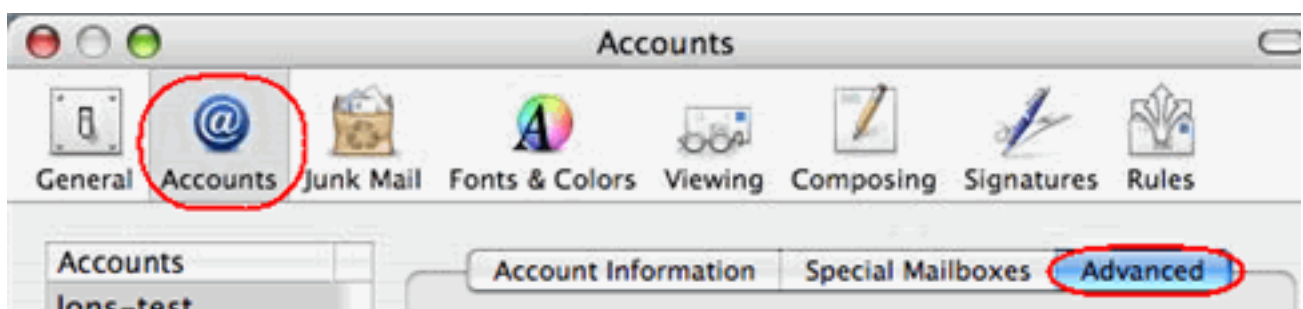 Accounts
General Accounts Junk Mail Fonts & Colors Viewing Composing Signatures Rules
Accounts Account Information Special Mailboxes Advanced